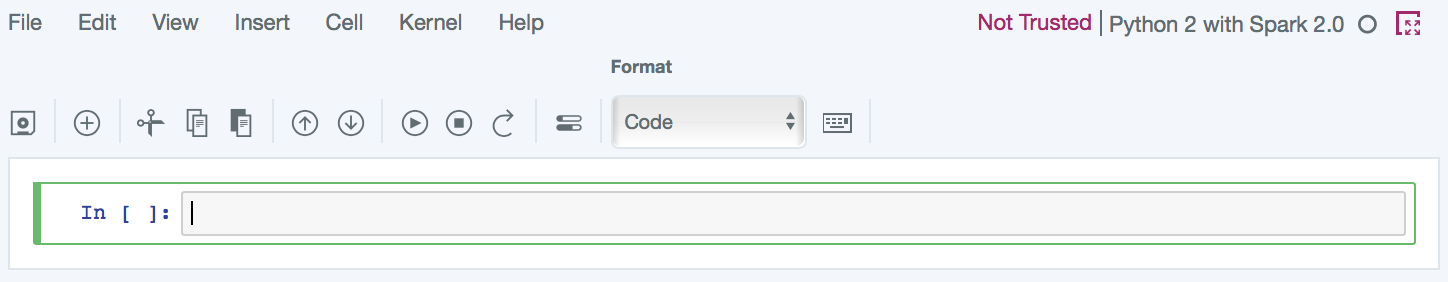 File Edit View Insert Cell Kernel Help Not Trusted | Python 2 with Spark 2.0
Format
Code
In [ ]: